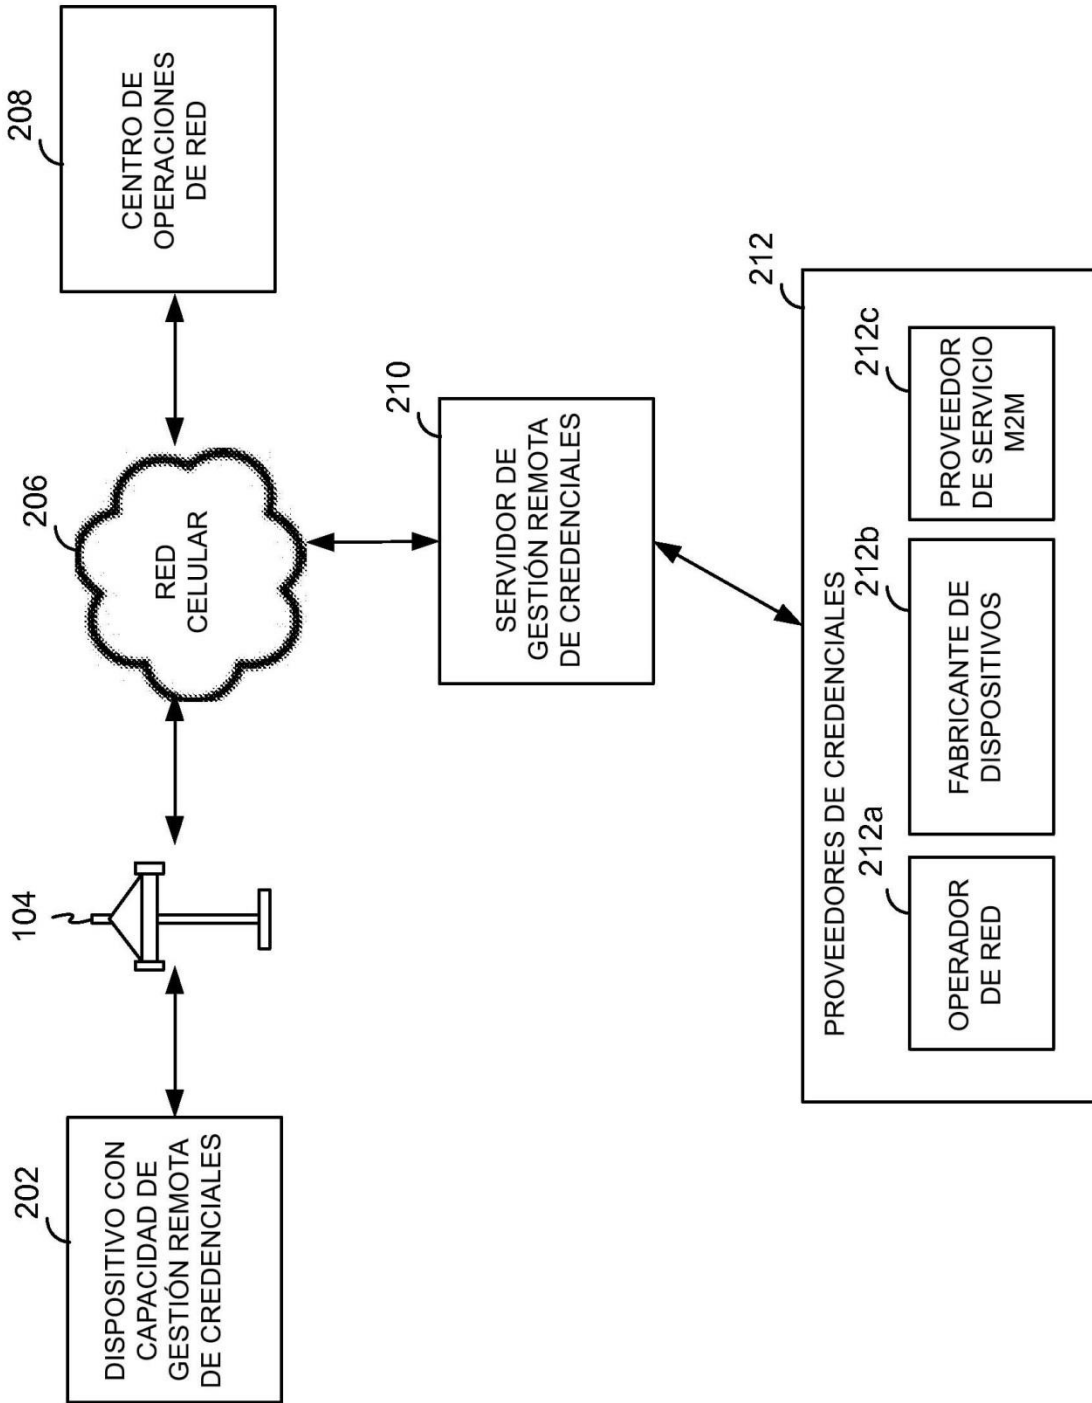 202
DISPOSITIVO CON
CAPACIDAD DE
GESTIÓN REMOTA
DE CREDENCIALES
104
206
RED
CELULAR
208
CENTRO DE
OPERACIONES
DE RED
210
SERVIDOR DE
GESTIÓN REMOTA
DE CREDENCIALES
212
PROVEEDORES DE CREDENCIALES
212a
OPERADOR
DE RED
212b
FABRICANTE DE
DISPOSITIVOS
212c
PROVEEDOR
DE SERVICIO
M2M